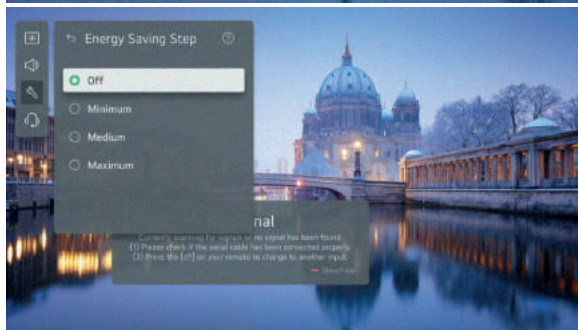 Energy Saving Step
Off
Minimum
Medium
Maximum
nal
Currently scanning for signals or no signal has been found.
(1) Please check if the aerial cable has been connected properly.
(2) Press the [ ] on your remote to change to another input.